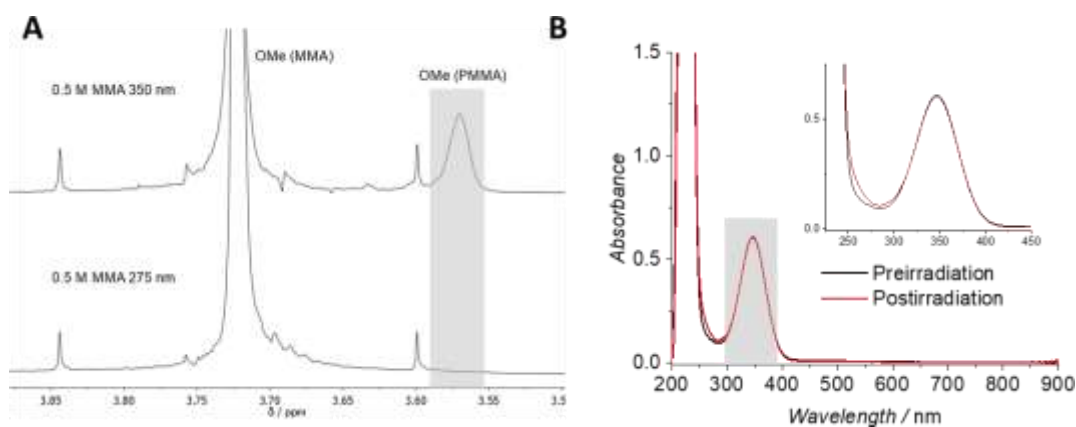 A
OMe (MMA)
OMe (PMMA)
0.5 M MMA 350 nm
0.5 M MMA 275 nm
3.85
3.80
3.75
3.70
3.65
3.60
3.55
3.5
δ / ppm
B
1.5
1.0
0.5
0.0
Absorbance
0.5
0.0
250
300
350
400
450
Preirradiation
Postirradiation
200
300
400
500
600
700
800
900
Wavelength / nm